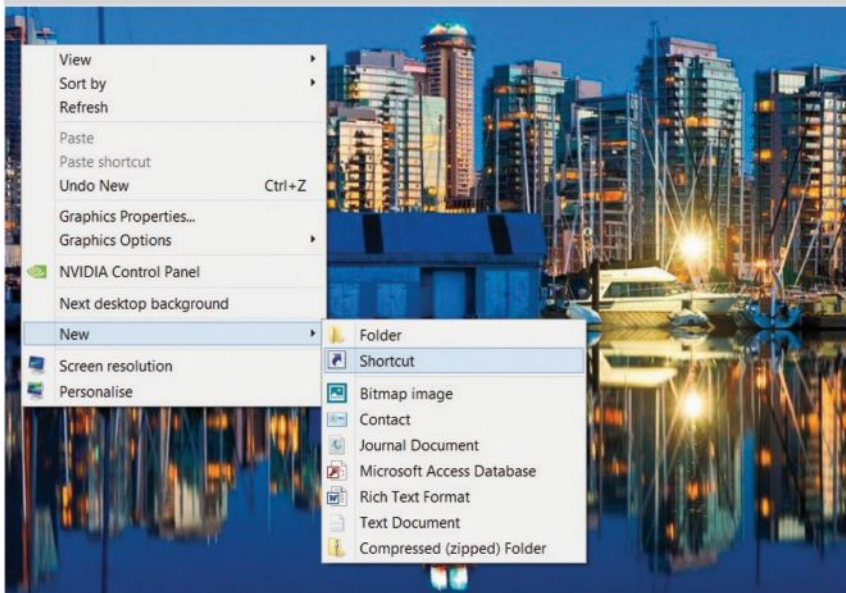 View
Sort by
Refresh
Paste
Paste shortcut
Undo New Ctrl+Z
Graphics Properties...
Graphics Options
NVIDIA Control Panel
Next desktop background
New
Screen resolution
Personalise
Folder
Shortcut
Bitmap image
Contact
Journal Document
Microsoft Access Database
Rich Text Format
Text Document
Compressed (zipped) Folder